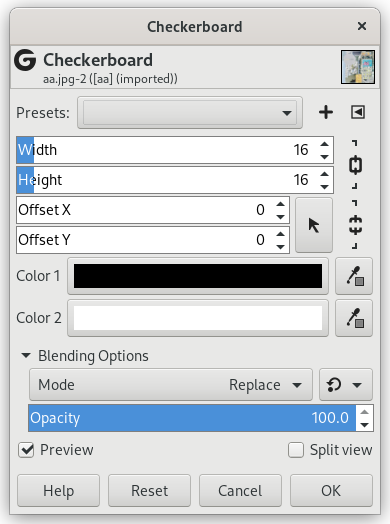 Checkerboard
Checkerboard
aa.jpg-2 ([aa] (imported))
Presets:
Width 16
Height 16
Offset X 0
Offset Y 0
Color 1
Color 2
Blending Options
Mode Replace
Opacity 100.0
Preview Split view
Help Reset Cancel OK